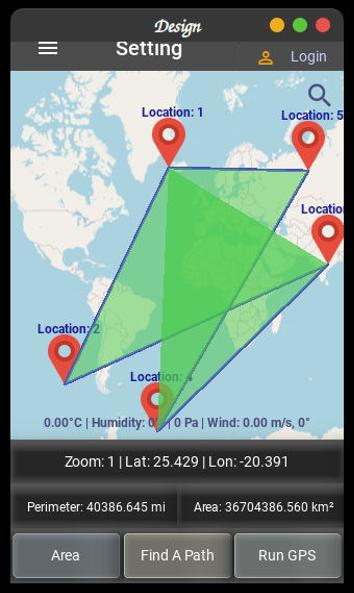 Design
Setting
Login
Location: 1
Location: 5
Location
Location: 2
Location:
0.00°C | Humidity: 0 | 0 Pa | Wind: 0.00 m/s, 0°
Zoom: 1 | Lat: 25.429 | Lon: -20.391
Perimeter: 40386.645 mi
Area: 36704386.560 km²
Area
Find A Path
Run GPS